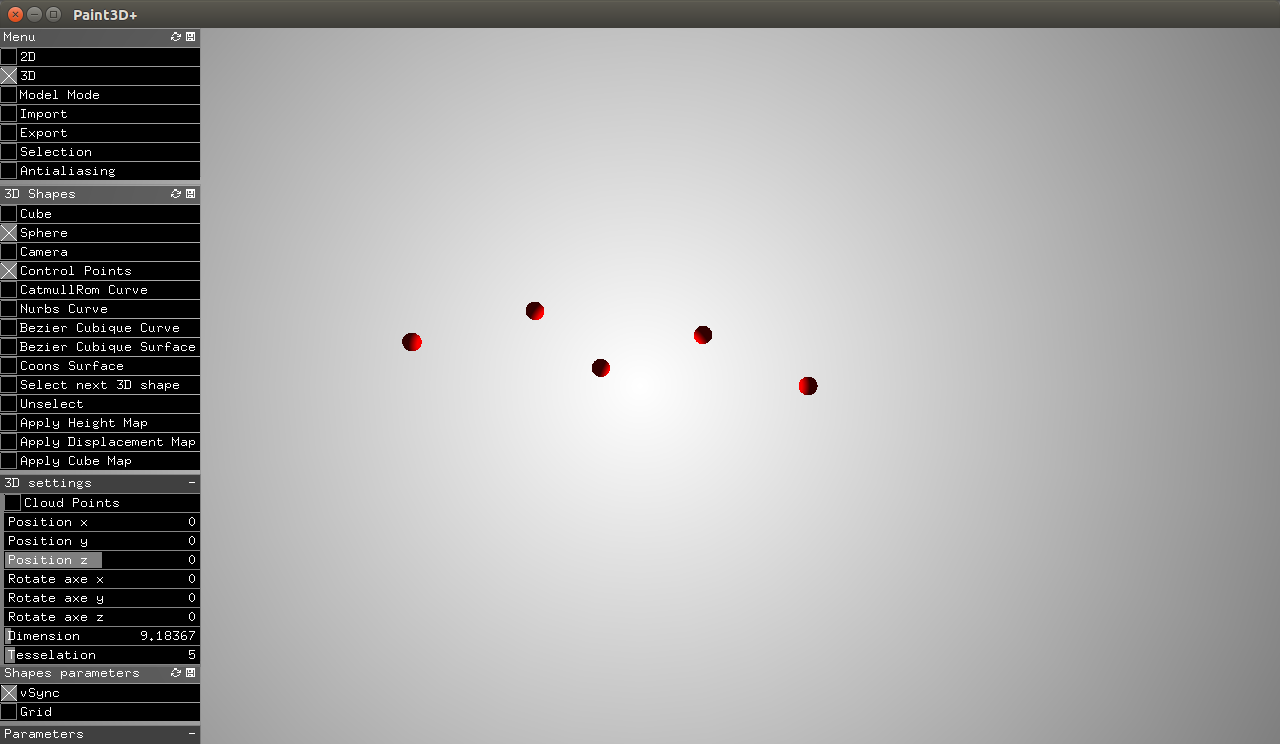 Paint3D+
Menu
2D
3D
Model Mode
Import
Export
Selection
Antialiasing
3D Shapes
Cube
Sphere
Camera
Control Points
CatmullRom Curve
Nurbs Curve
Bezier Cubique Curve
Bezier Cubique Surface
Coons Surface
Select next 3D shape
Unselect
Apply Height Map
Apply Displacement Map
Apply Cube Map
3D settings -
Cloud Points
Position x 0
Position y 0
Position z 0
Rotate axe x 0
Rotate axe y 0
Rotate axe z 0
Dimension 9.18367
Tesselation 5
Shapes parameters
vSync
Grid
Parameters -